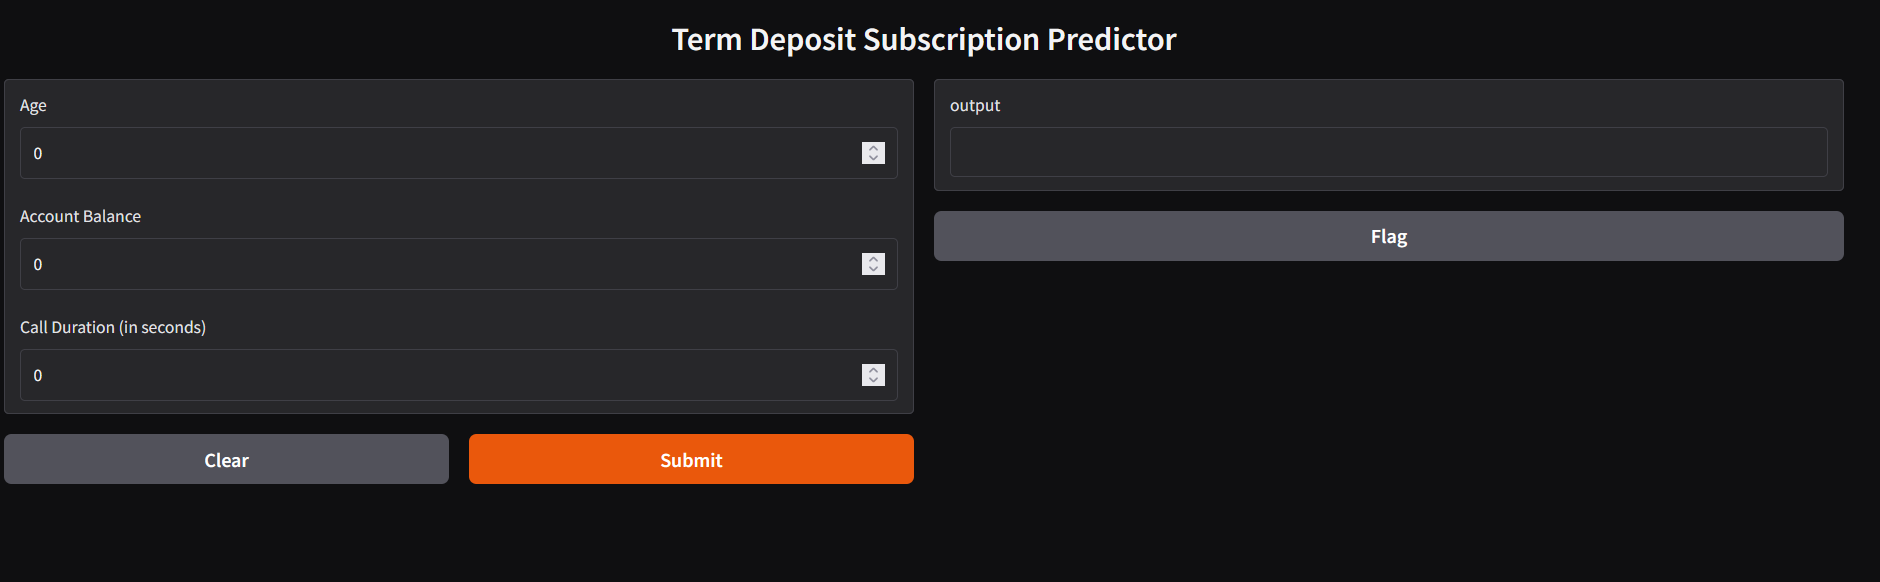 Term Deposit Subscription Predictor
Age
0
Account Balance
0
Call Duration (in seconds)
0
Clear
Submit
output
Flag